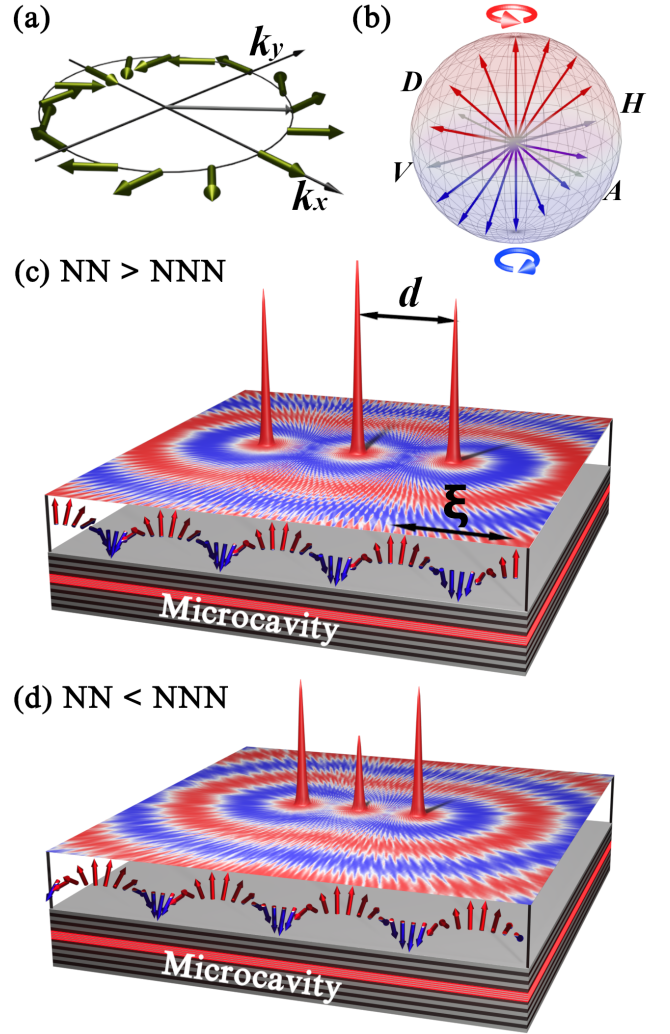 (a)
k_y
k_x
(b)
D
H
V
A
(c) NN > NNN
d
ξ
Microcavity
(d) NN < NNN
Microcavity